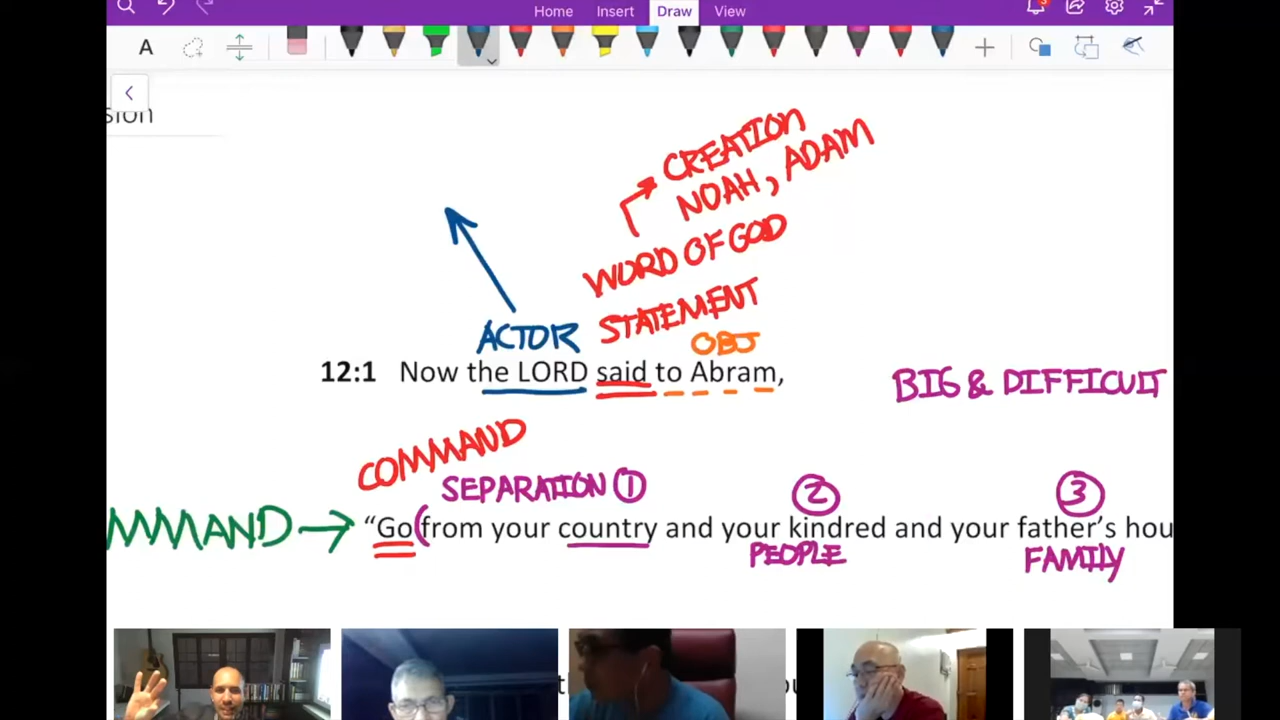 Home Insert Draw View
A
sion
CREATION
NOAH, ADAM
WORD OF GOD
STATEMENT
ACTOR
OBJ
12:1 Now the LORD said to Abram,
BIG & DIFFICULT
COMMAND
SEPARATION ① ② ③
MMAND → “Go (from your country and your kindred and your father’s hou
PEOPLE FAMILY